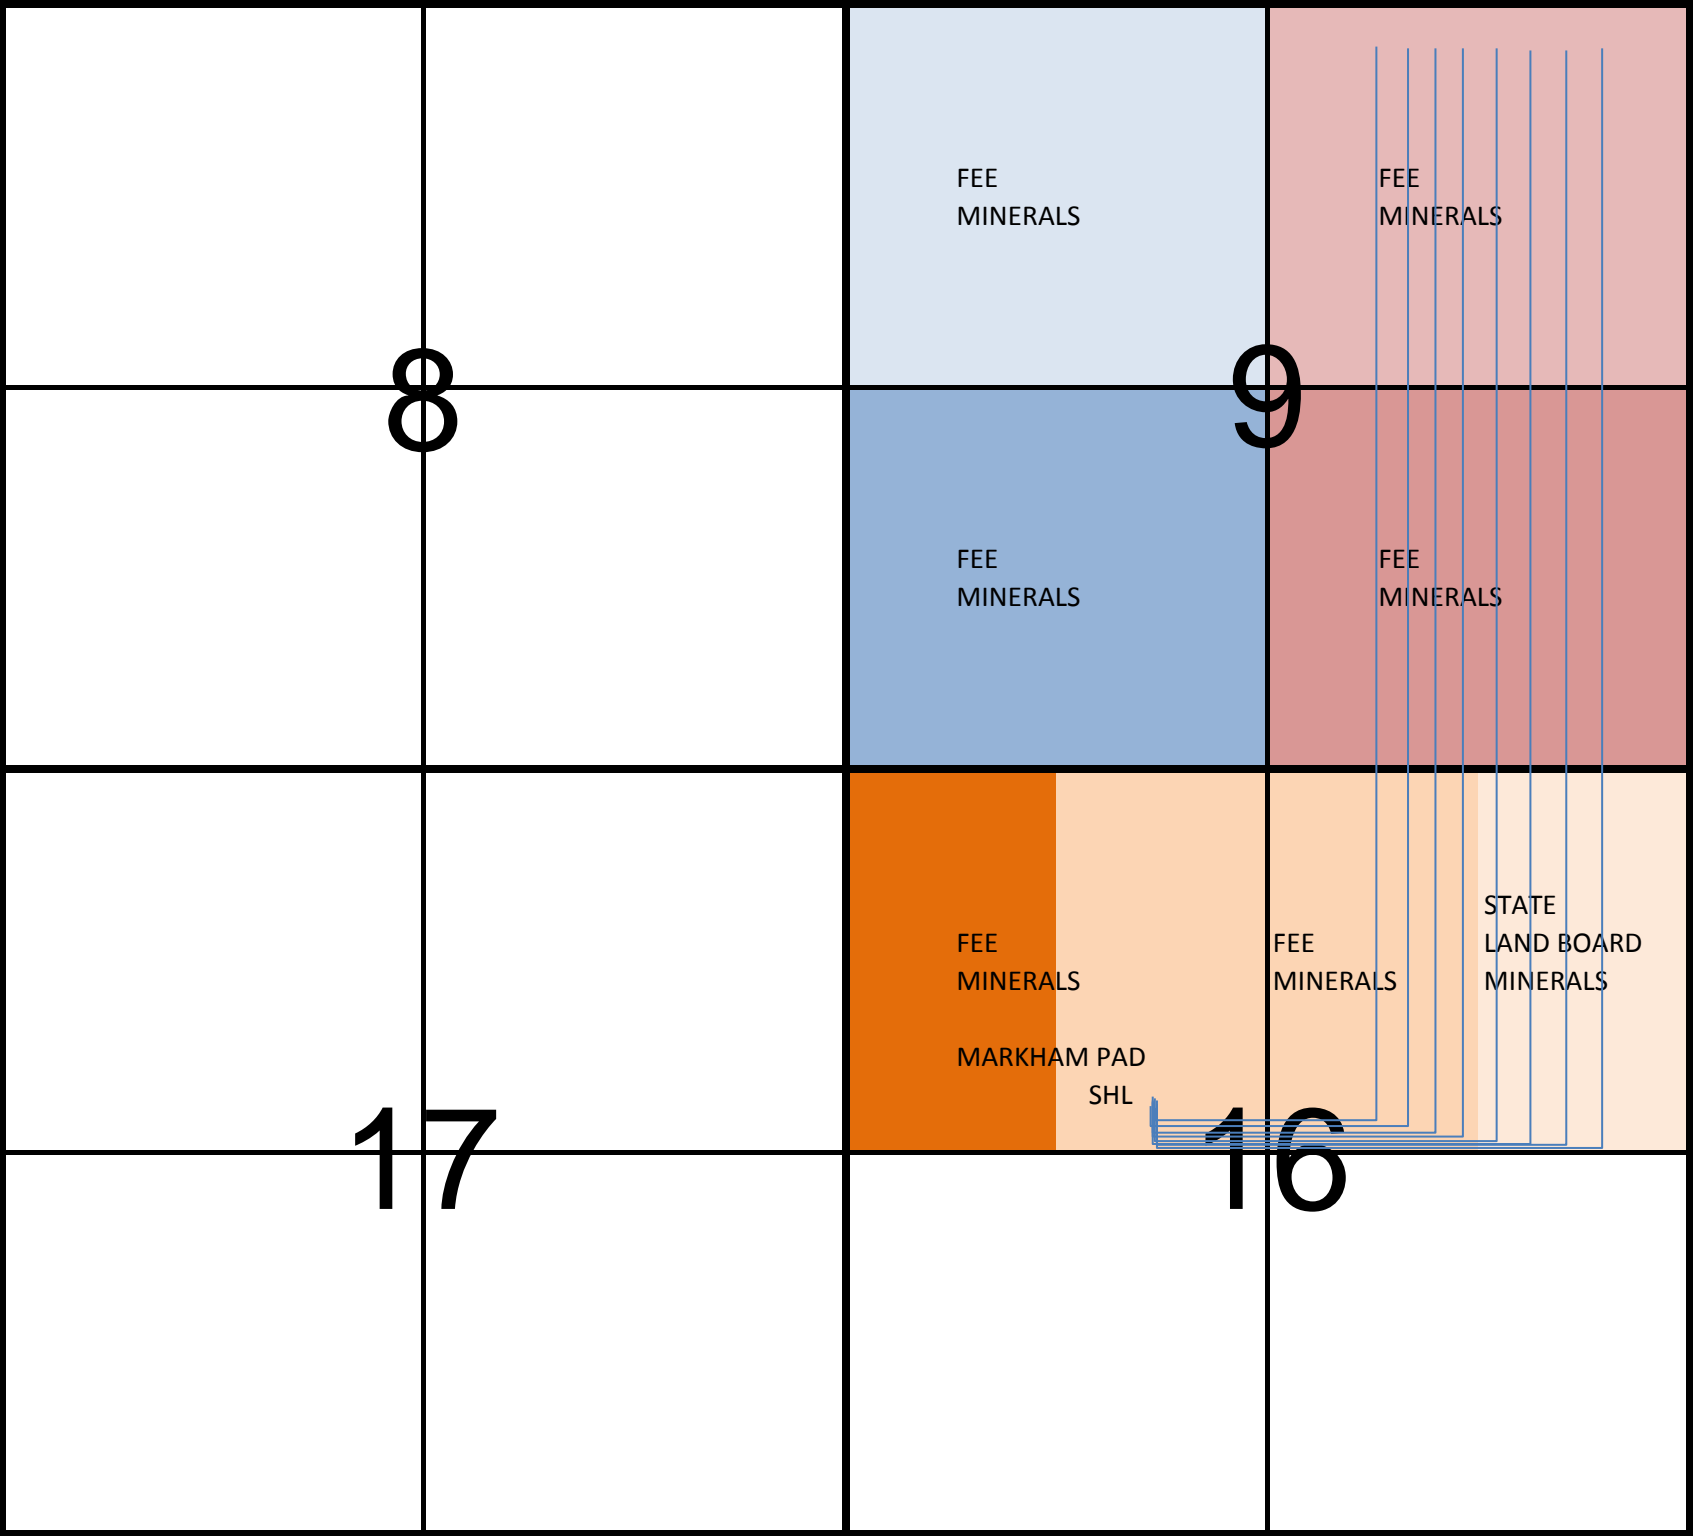 FEE
MINERALS
FEE
MINERALS
8
9
FEE
MINERALS
FEE
MINERALS
FEE
MINERALS
FEE
MINERALS
STATE
LAND BOARD
MINERALS
MARKHAM PAD
SHL
17
16